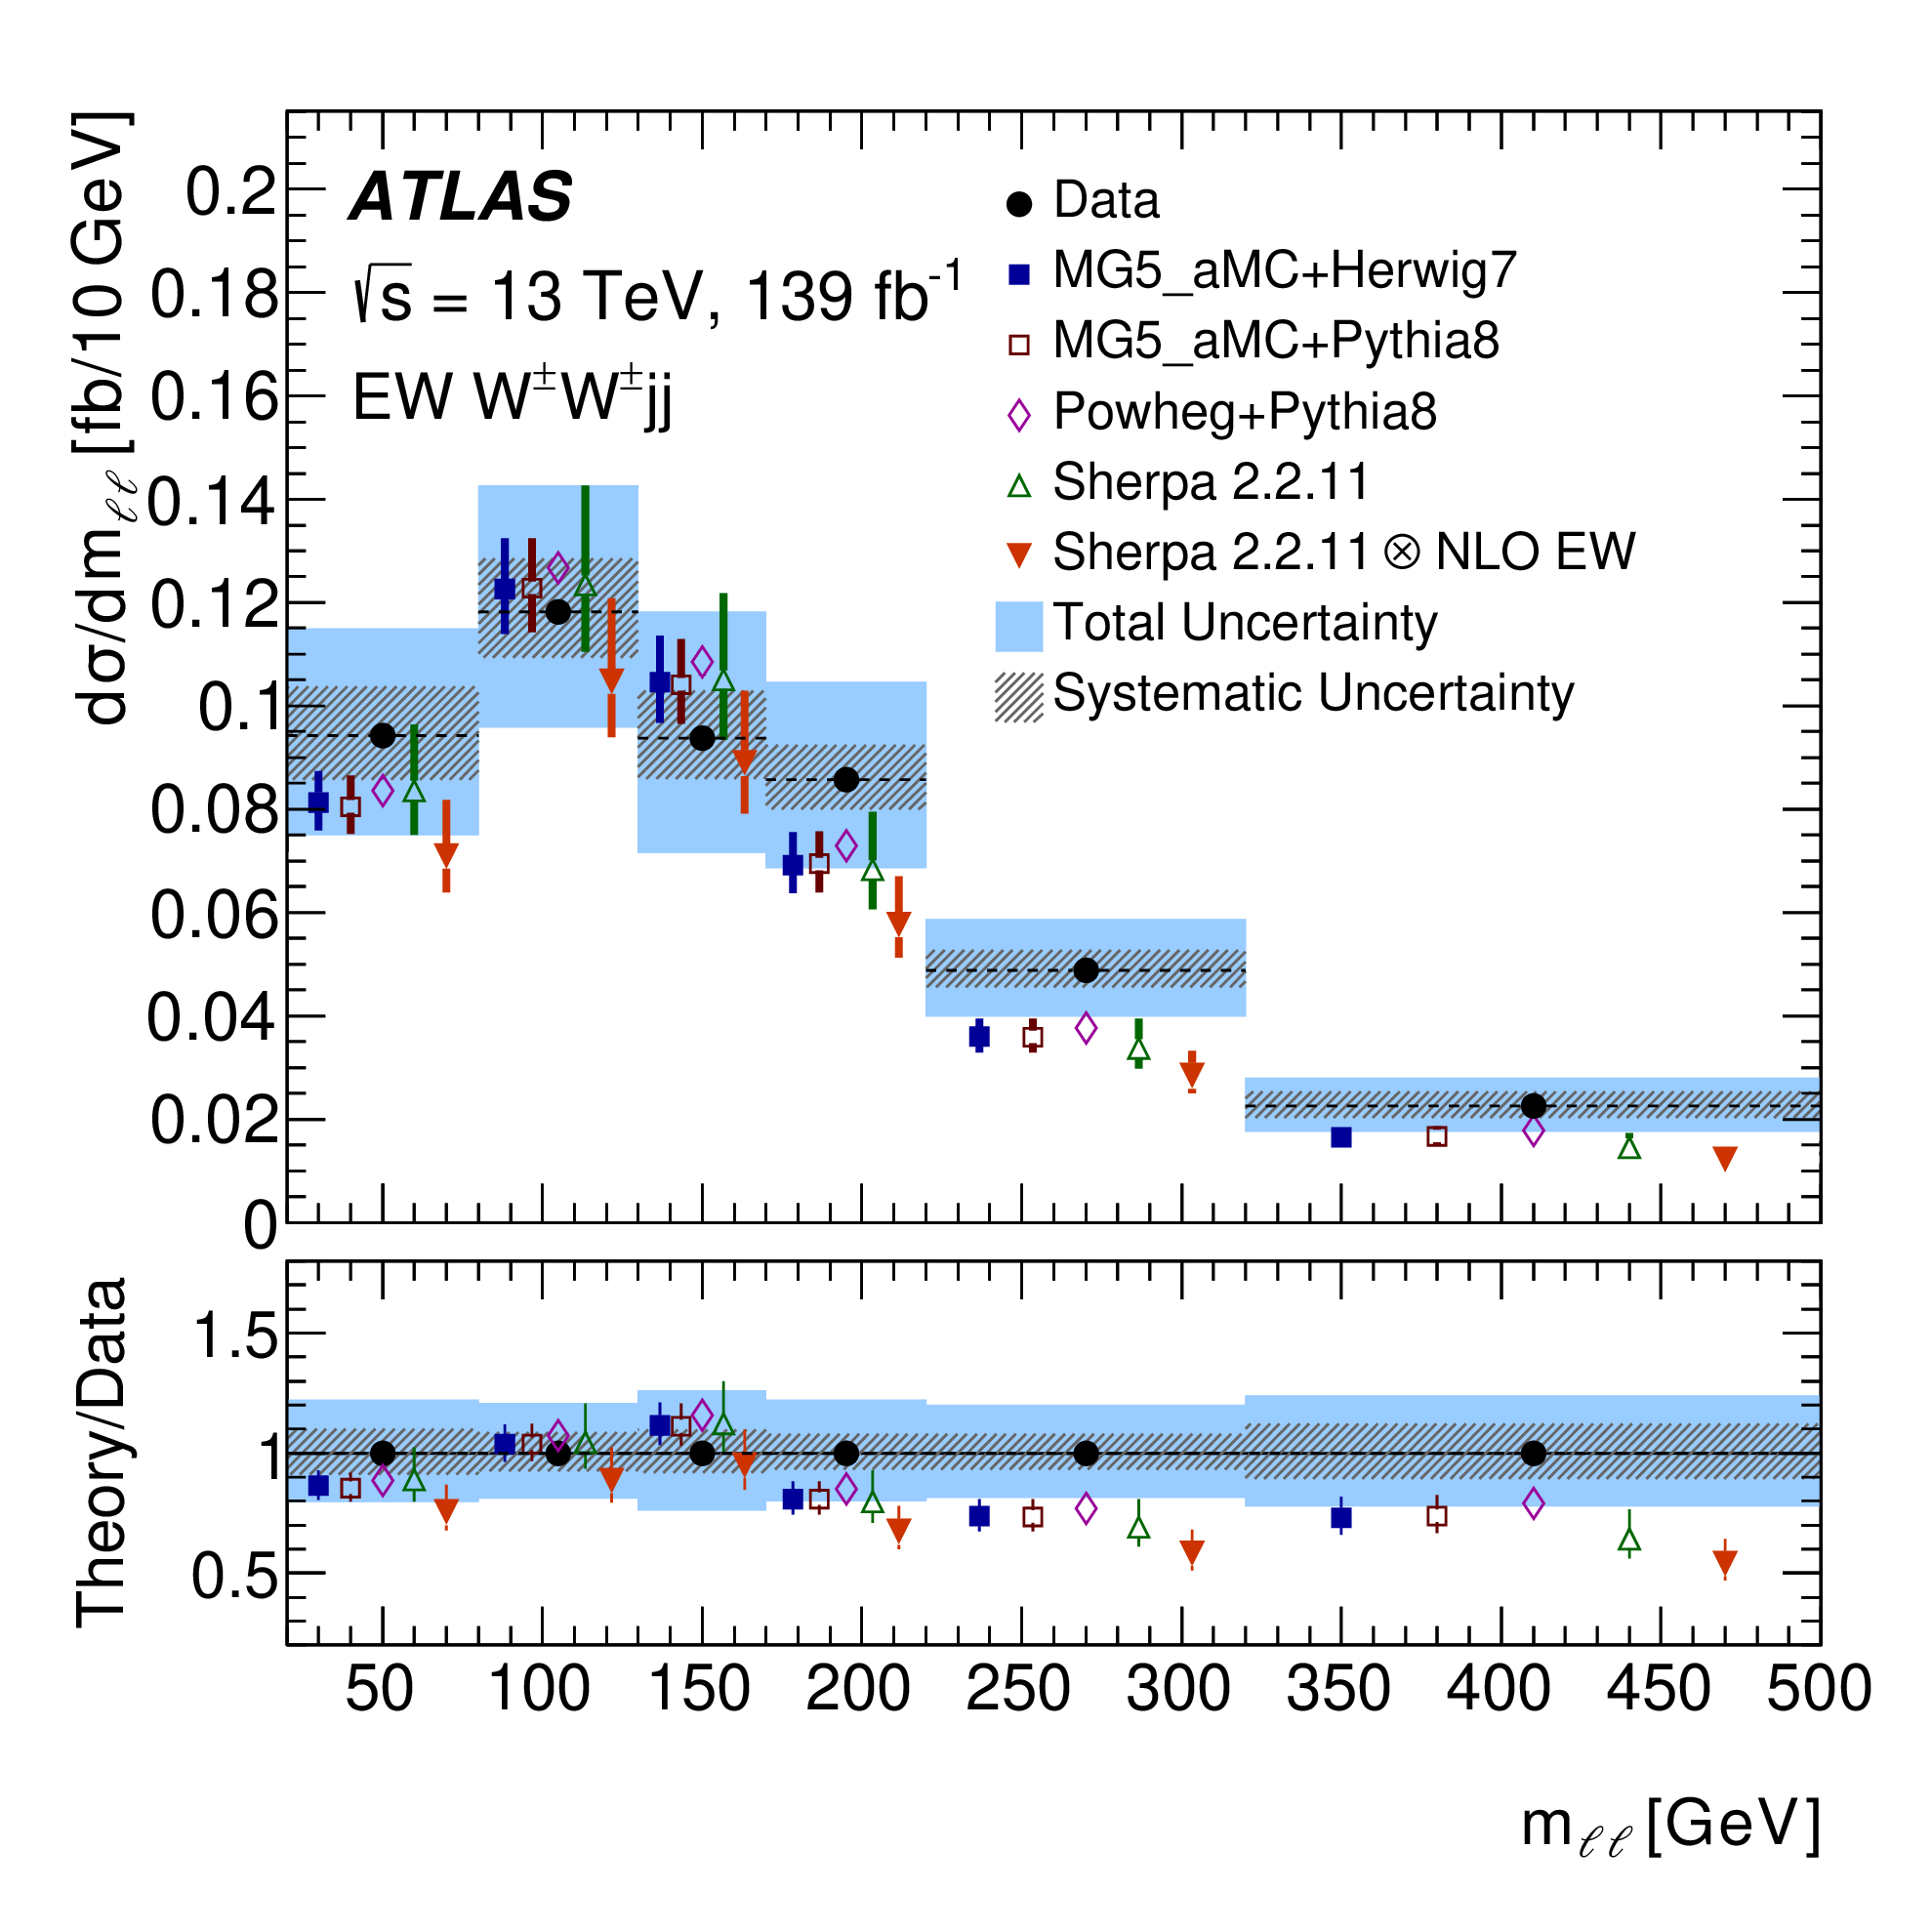 dσ/dmℓℓ [fb/10 GeV]
0.2
0.18
0.16
0.14
0.12
0.1
0.08
0.06
0.04
0.02
0
ATLAS
√s = 13 TeV, 139 fb⁻¹
EW W±W±jj
Data
MG5_aMC+Herwig7
MG5_aMC+Pythia8
Powheg+Pythia8
Sherpa 2.2.11
Sherpa 2.2.11 ⊗ NLO EW
Total Uncertainty
Systematic Uncertainty
Theory/Data
1.5
1
0.5
50 100 150 200 250 300 350 400 450 500
mℓℓ [GeV]